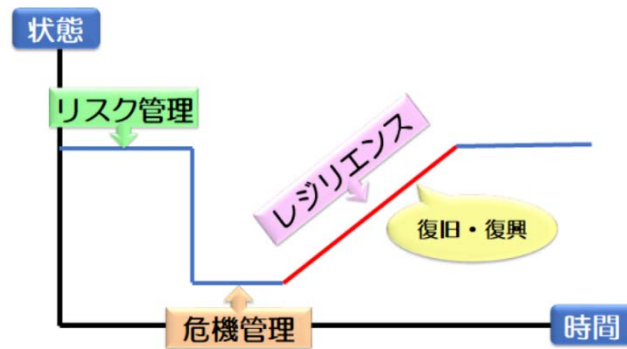 状態
リスク管理
レジリエンス
復旧・復興
危機管理
時間